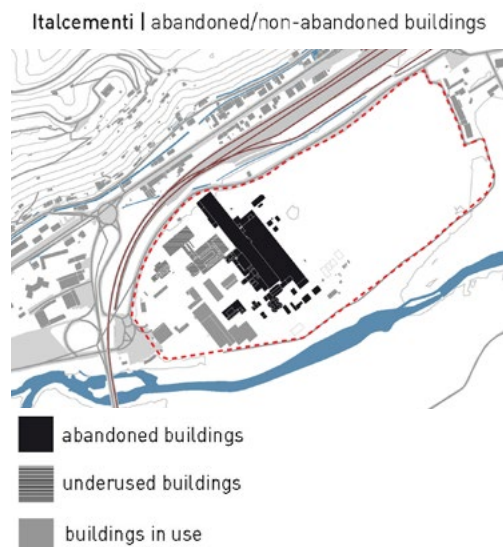 Italcementi | abandoned/non-abandoned buildings
abandoned buildings
underused buildings
buildings in use